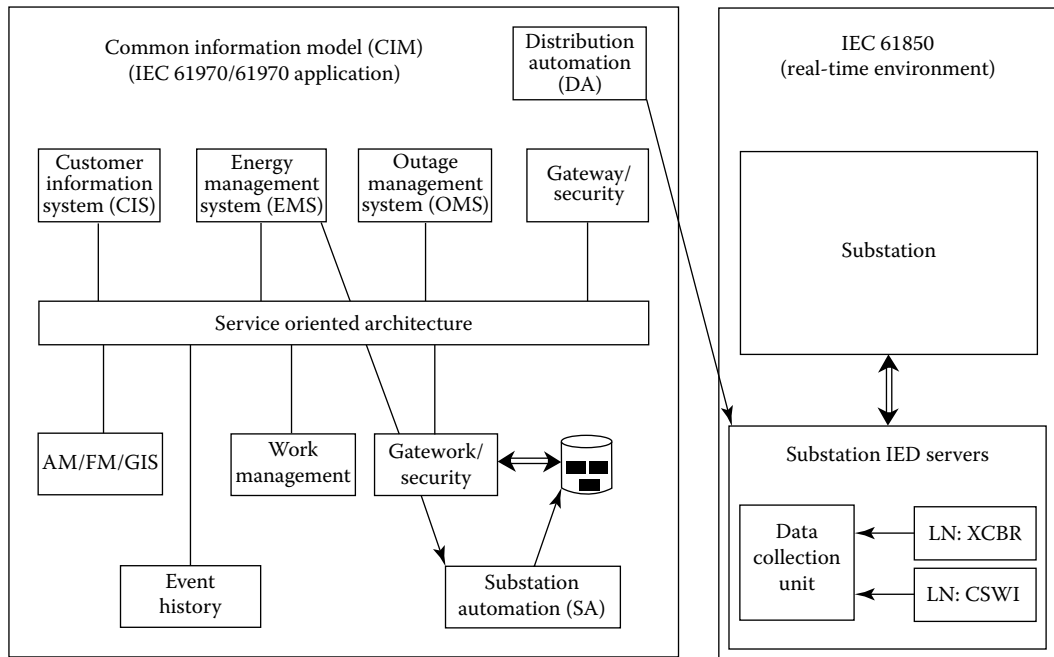 Common information model (CIM)
(IEC 61970/61970 application)
Distribution
automation
(DA)
IEC 61850
(real-time environment)
Customer
information
system (CIS)
Energy
management
system (EMS)
Outage
management
system (OMS)
Gateway/
security
Substation
Service oriented architecture
AM/FM/GIS
Work
management
Gatework/
security
Substation IED servers
Data
collection
unit
LN: XCBR
LN: CSWI
Event
history
Substation
automation (SA)